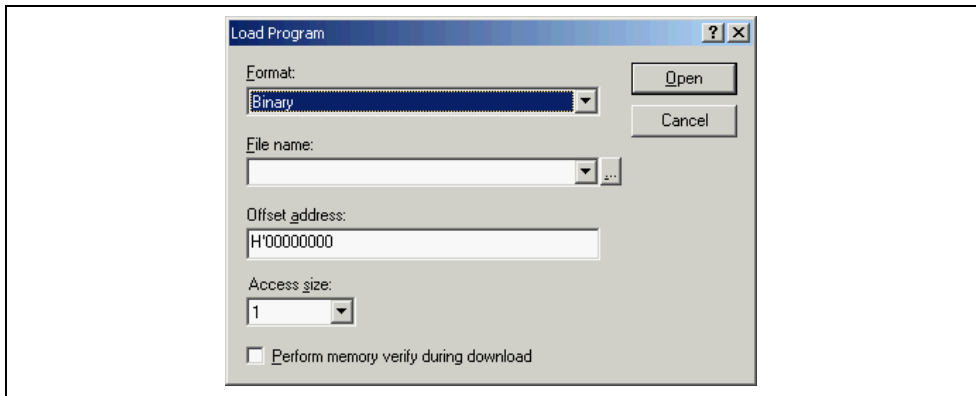 Load Program
Format:
Open
Binary
Cancel
File name:
...
Offset address:
H'00000000
Access size:
1
Perform memory verify during download